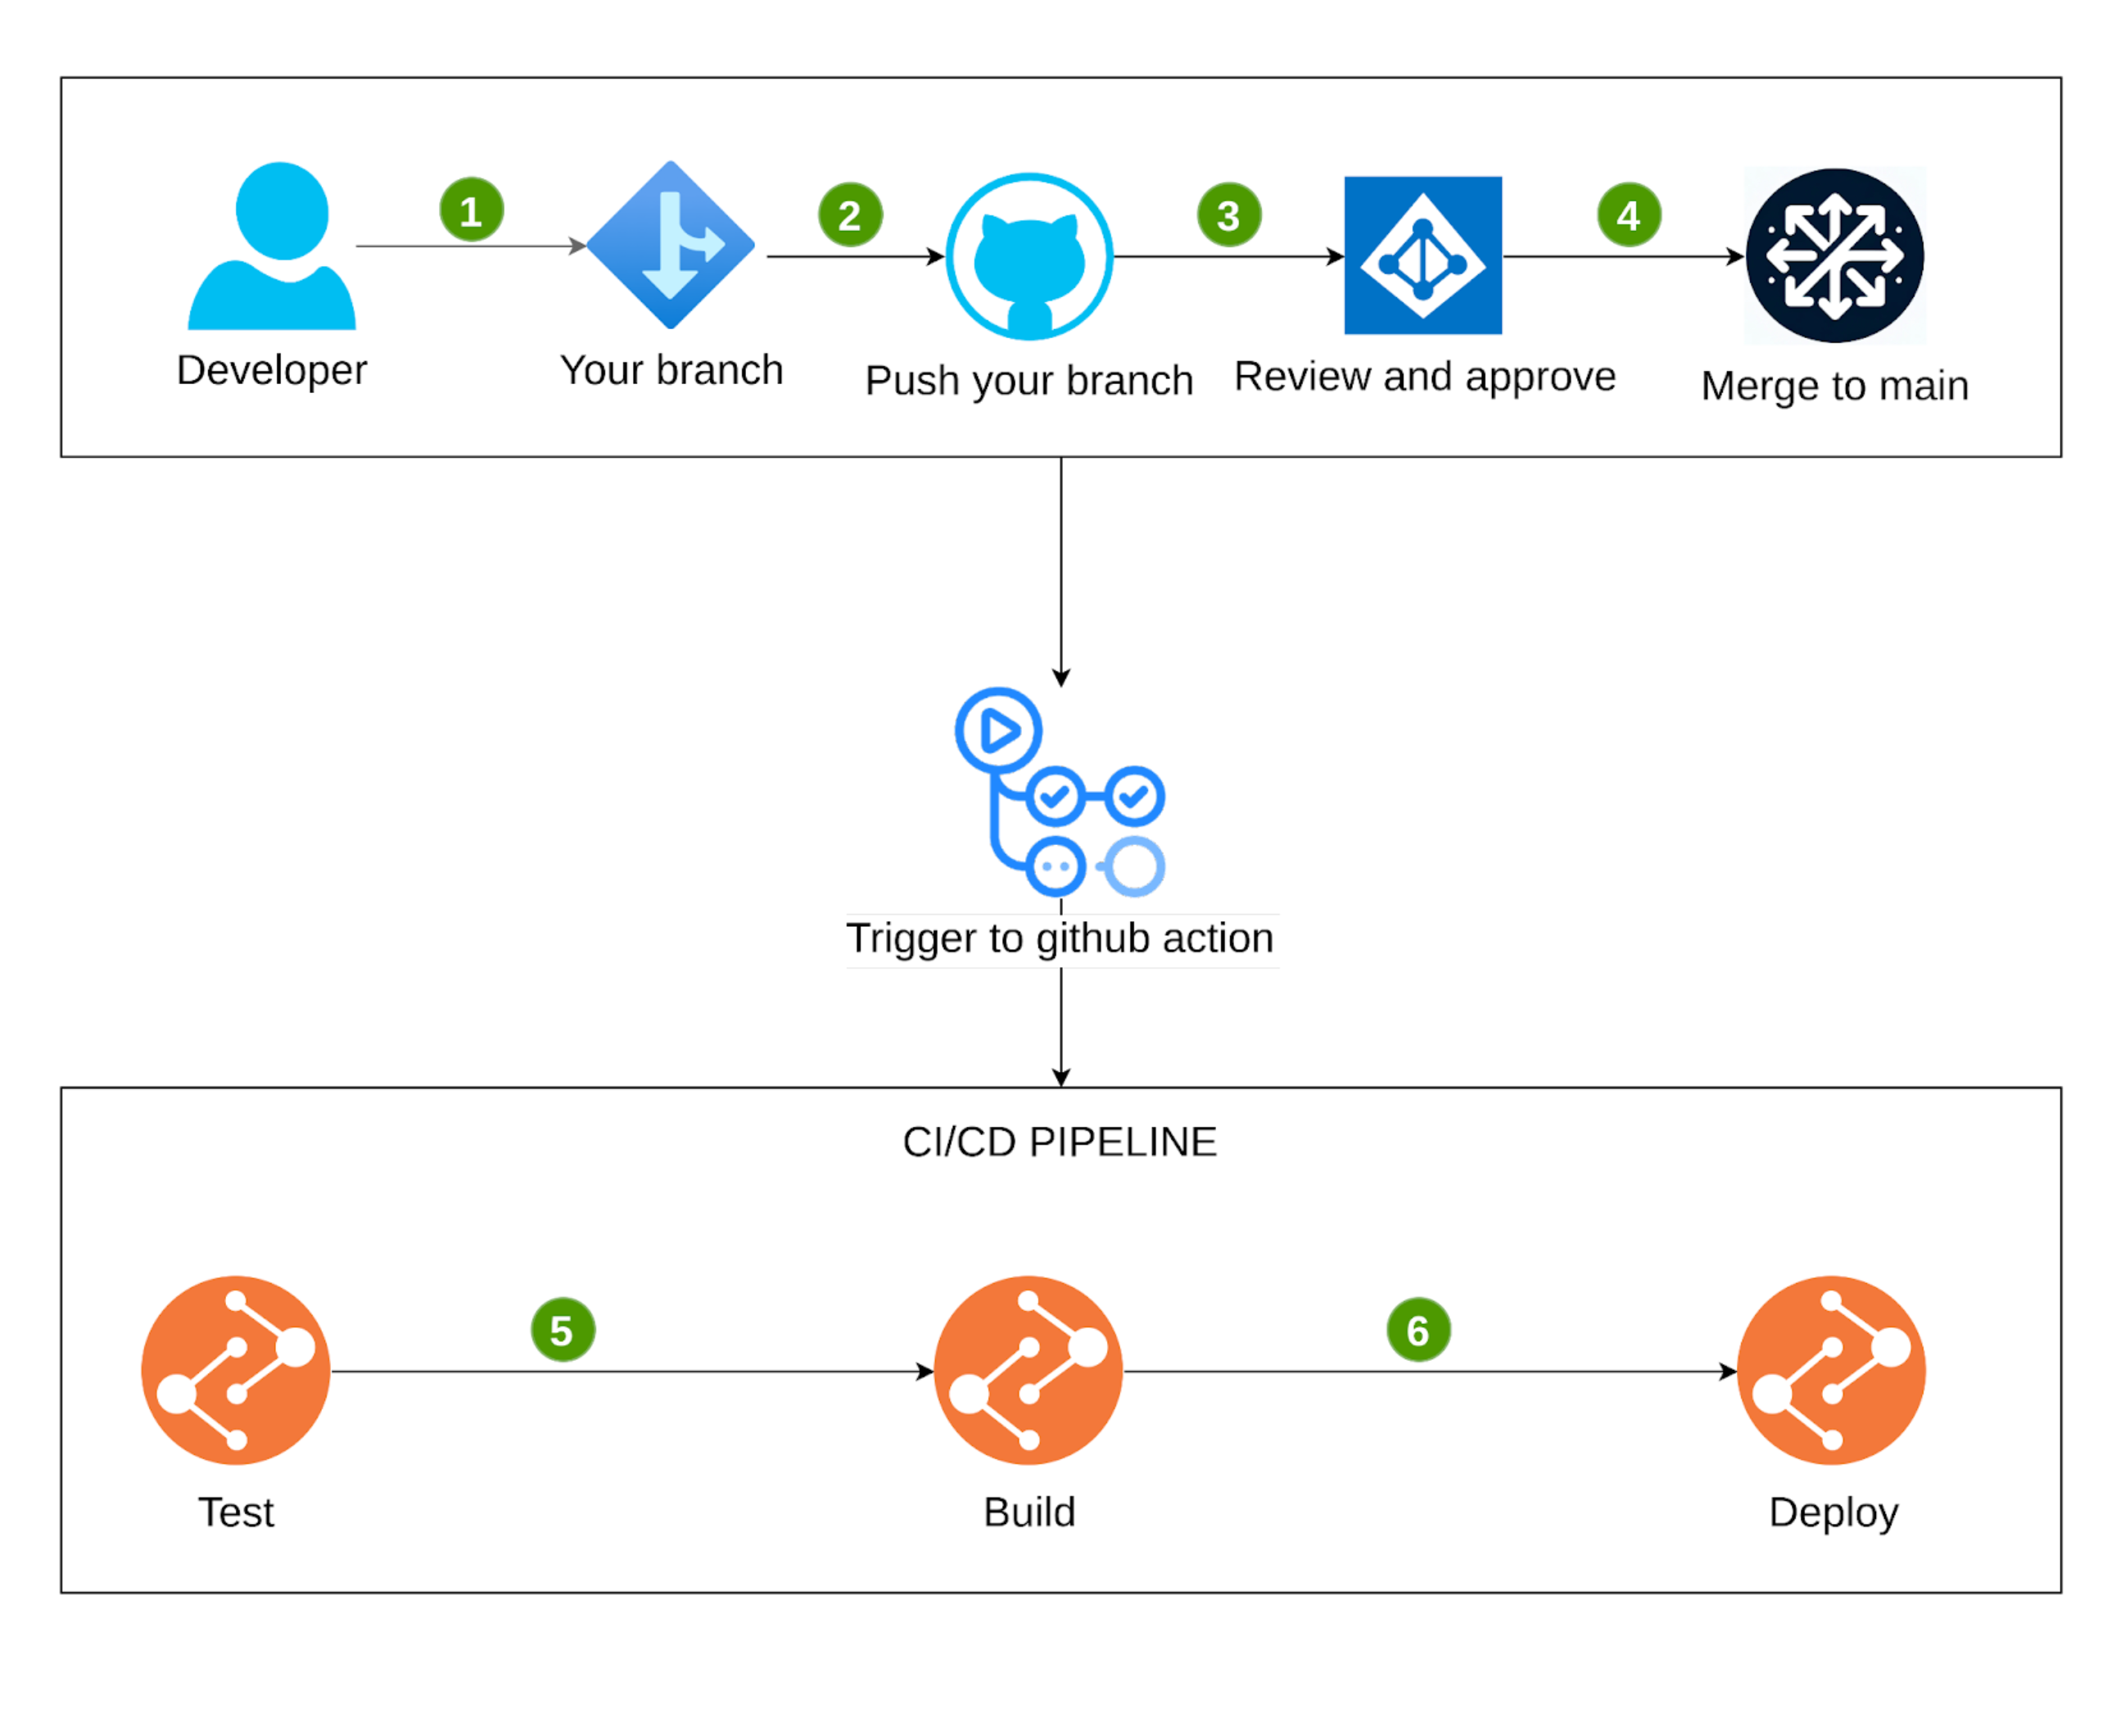 1
2
3
4
Developer
Your branch
Push your branch
Review and approve
Merge to main
Trigger to github action
CI/CD PIPELINE
5
6
Test
Build
Deploy